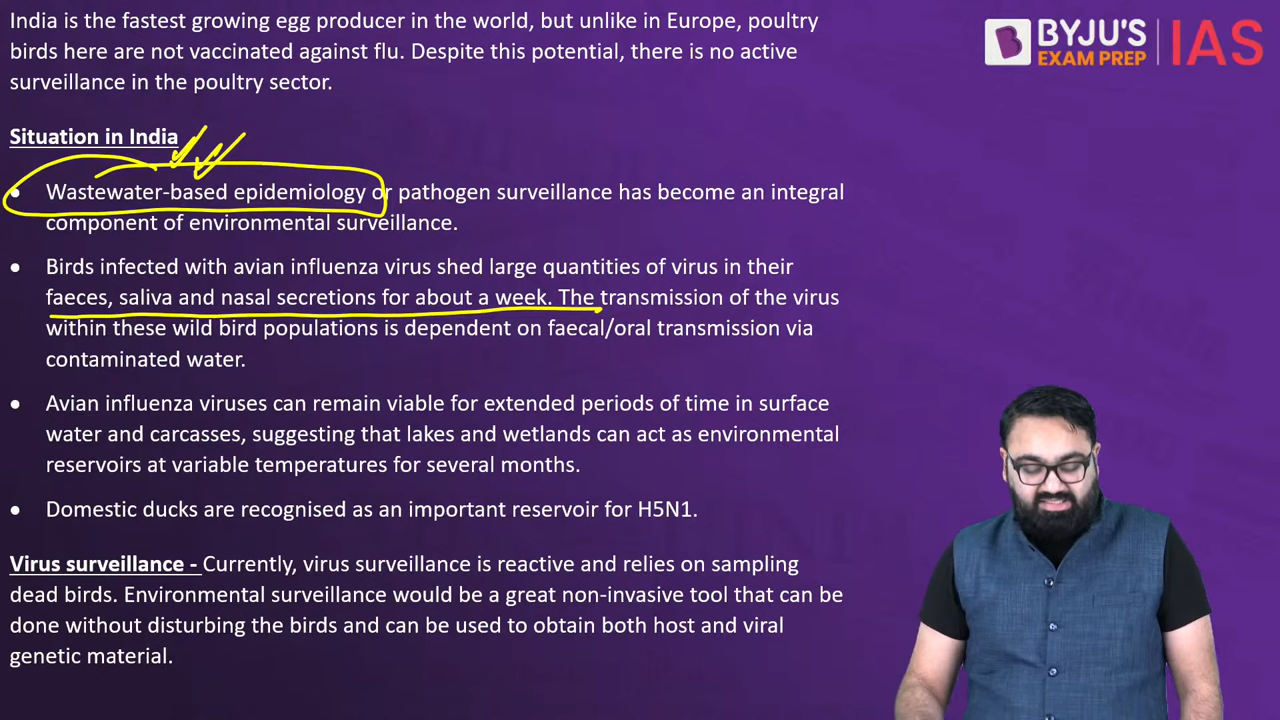 India is the fastest growing egg producer in the world, but unlike in Europe, poultry
birds here are not vaccinated against flu. Despite this potential, there is no active
surveillance in the poultry sector.
BYJU'S
EXAM PREP
IAS
Situation in India
• Wastewater-based epidemiology or pathogen surveillance has become an integral
component of environmental surveillance.
• Birds infected with avian influenza virus shed large quantities of virus in their
faeces, saliva and nasal secretions for about a week. The transmission of the virus
within these wild bird populations is dependent on faecal/oral transmission via
contaminated water.
• Avian influenza viruses can remain viable for extended periods of time in surface
water and carcasses, suggesting that lakes and wetlands can act as environmental
reservoirs at variable temperatures for several months.
• Domestic ducks are recognised as an important reservoir for H5N1.
Virus surveillance - Currently, virus surveillance is reactive and relies on sampling
dead birds. Environmental surveillance would be a great non-invasive tool that can be
done without disturbing the birds and can be used to obtain both host and viral
genetic material.